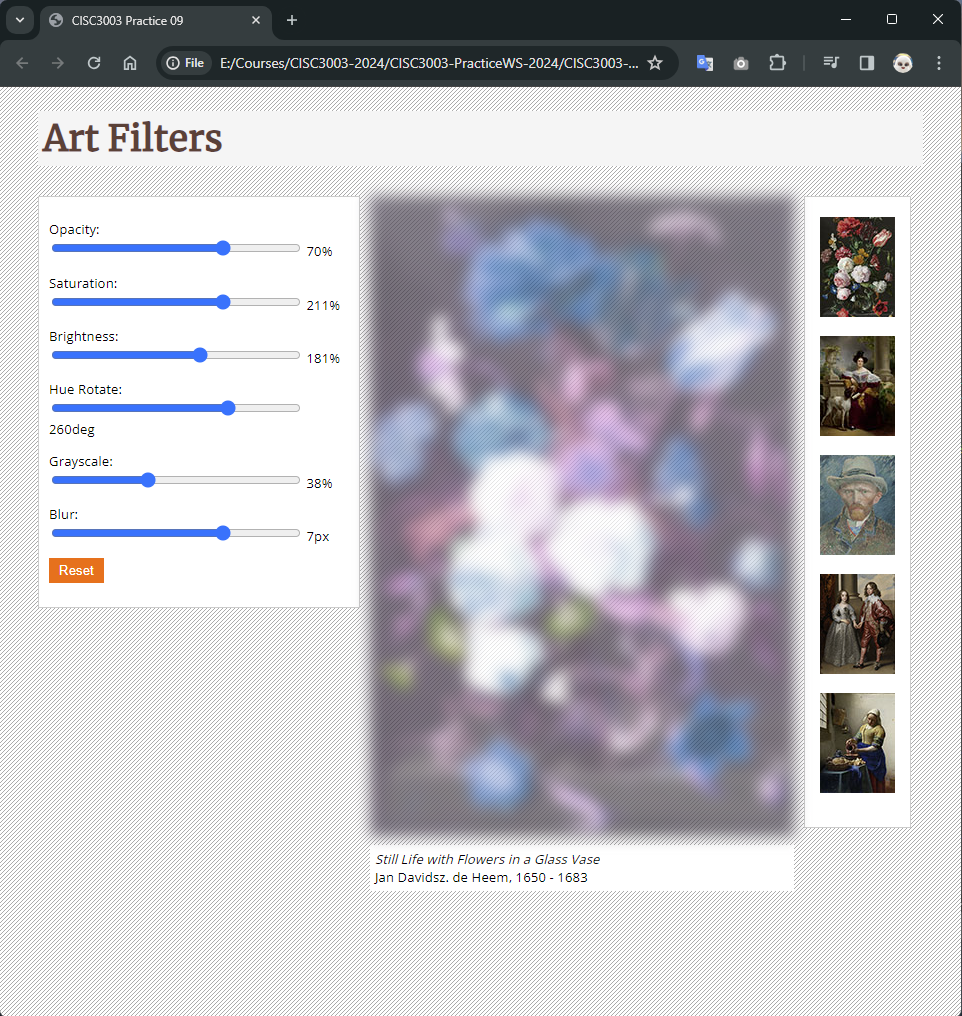 CISC3003 Practice 09
File
E:/Courses/CISC3003-2024/CISC3003-PracticeWS-2024/CISC3003-...
Art Filters
Opacity:
70%
Saturation:
211%
Brightness:
181%
Hue Rotate:
260deg
Grayscale:
38%
Blur:
7px
Reset
Still Life with Flowers in a Glass Vase
Jan Davidsz. de Heem, 1650 - 1683